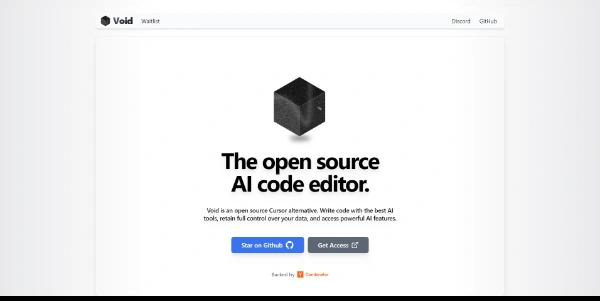 Void Waitlist Discord GitHub
The open source
AI code editor.
Void is an open source Cursor alternative. Write code with the best AI
tools, retain full control over your data, and access powerful AI features.
Star on Github Get Access
Backed by Y Combinator